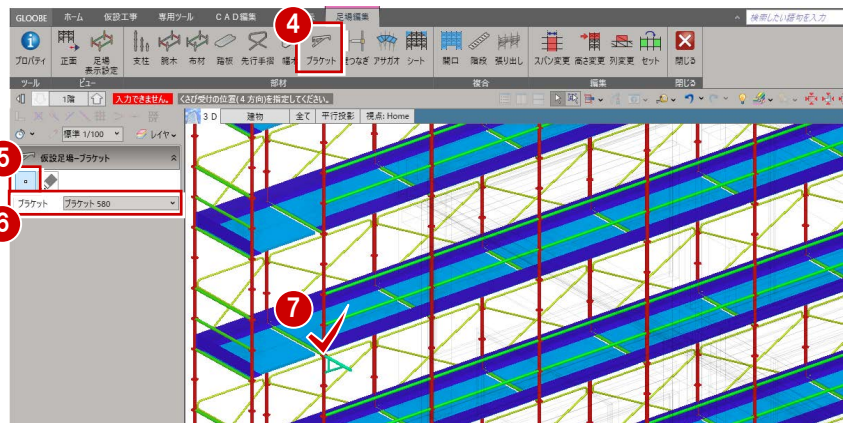 GLOOBE ホーム 仮設工事 専用ツール CAD編集 足場編集 検索したい語句を入力
4
プロパティ 正面 足場表示設定 支柱 腕木 布材 踏板 先行手摺 幅木 ブラケット 壁つなぎ アサガオ シート 開口 階段 張り出し スパン変更 高さ変更 列変更 セット 閉じる
ツール ビュー 部材 複合 編集 閉じる
1階 入力できません。 くさび受けの位置(4方向)を指定してください。
3D 建物 全て 平行投影 視点: Home
標準 1/100 レイヤ
5 仮設足場-ブラケット
ブラケット ブラケット 580
6
7